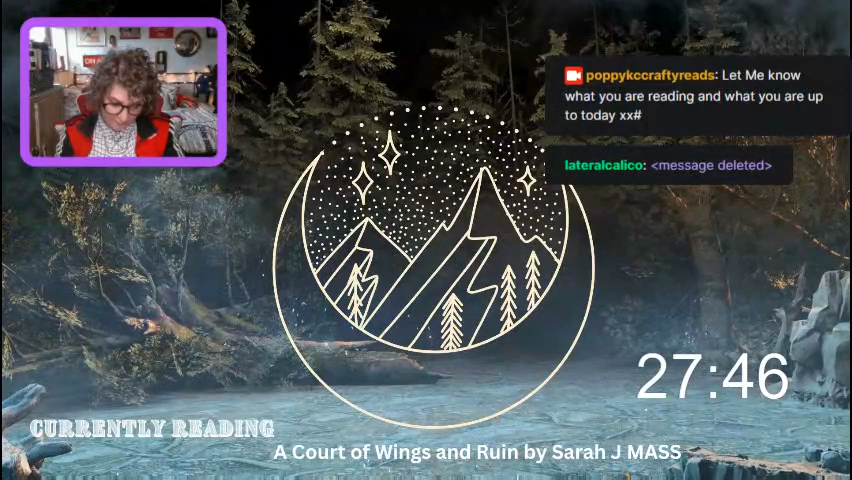 poppykccraftyreads: Let Me know
what you are reading and what you are up
to today xx#
lateralcalico: <message deleted>
27:46
CURRENTLY READING
A Court of Wings and Ruin by Sarah J MASS